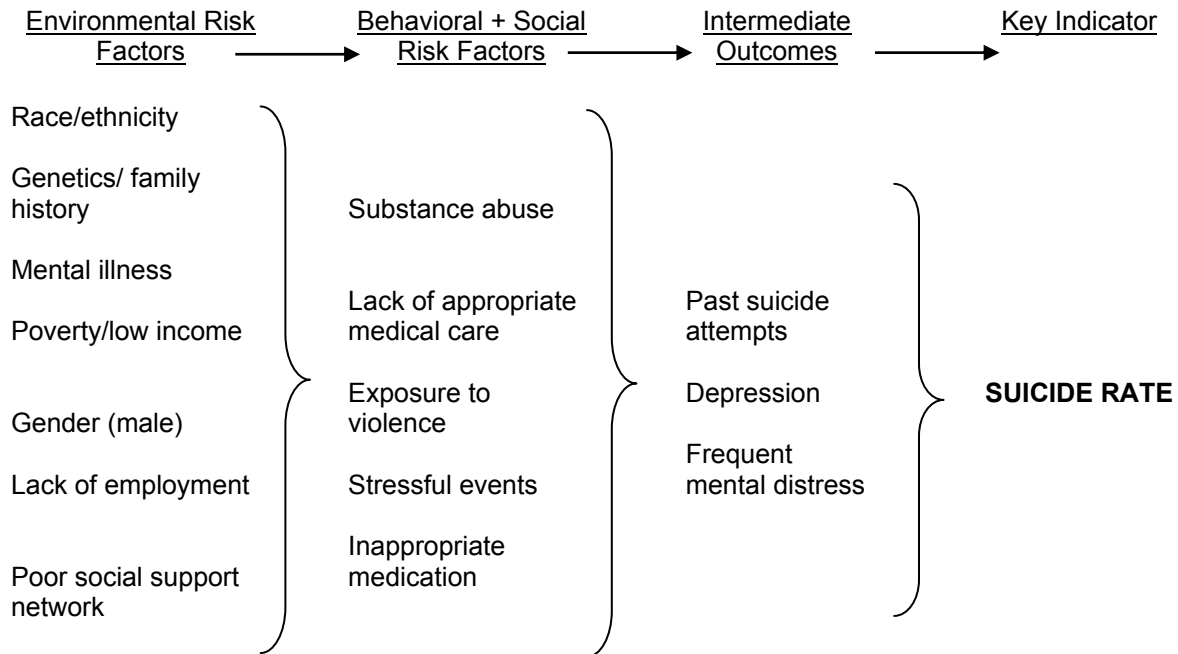 Environmental Risk
Factors
Behavioral + Social
Risk Factors
Intermediate
Outcomes
Key Indicator
Race/ethnicity
Genetics/ family
history
Mental illness
Poverty/low income
Gender (male)
Lack of employment
Poor social support
network
Substance abuse
Lack of appropriate
medical care
Exposure to
violence
Stressful events
Inappropriate
medication
Past suicide
attempts
Depression
Frequent
mental distress
SUICIDE RATE